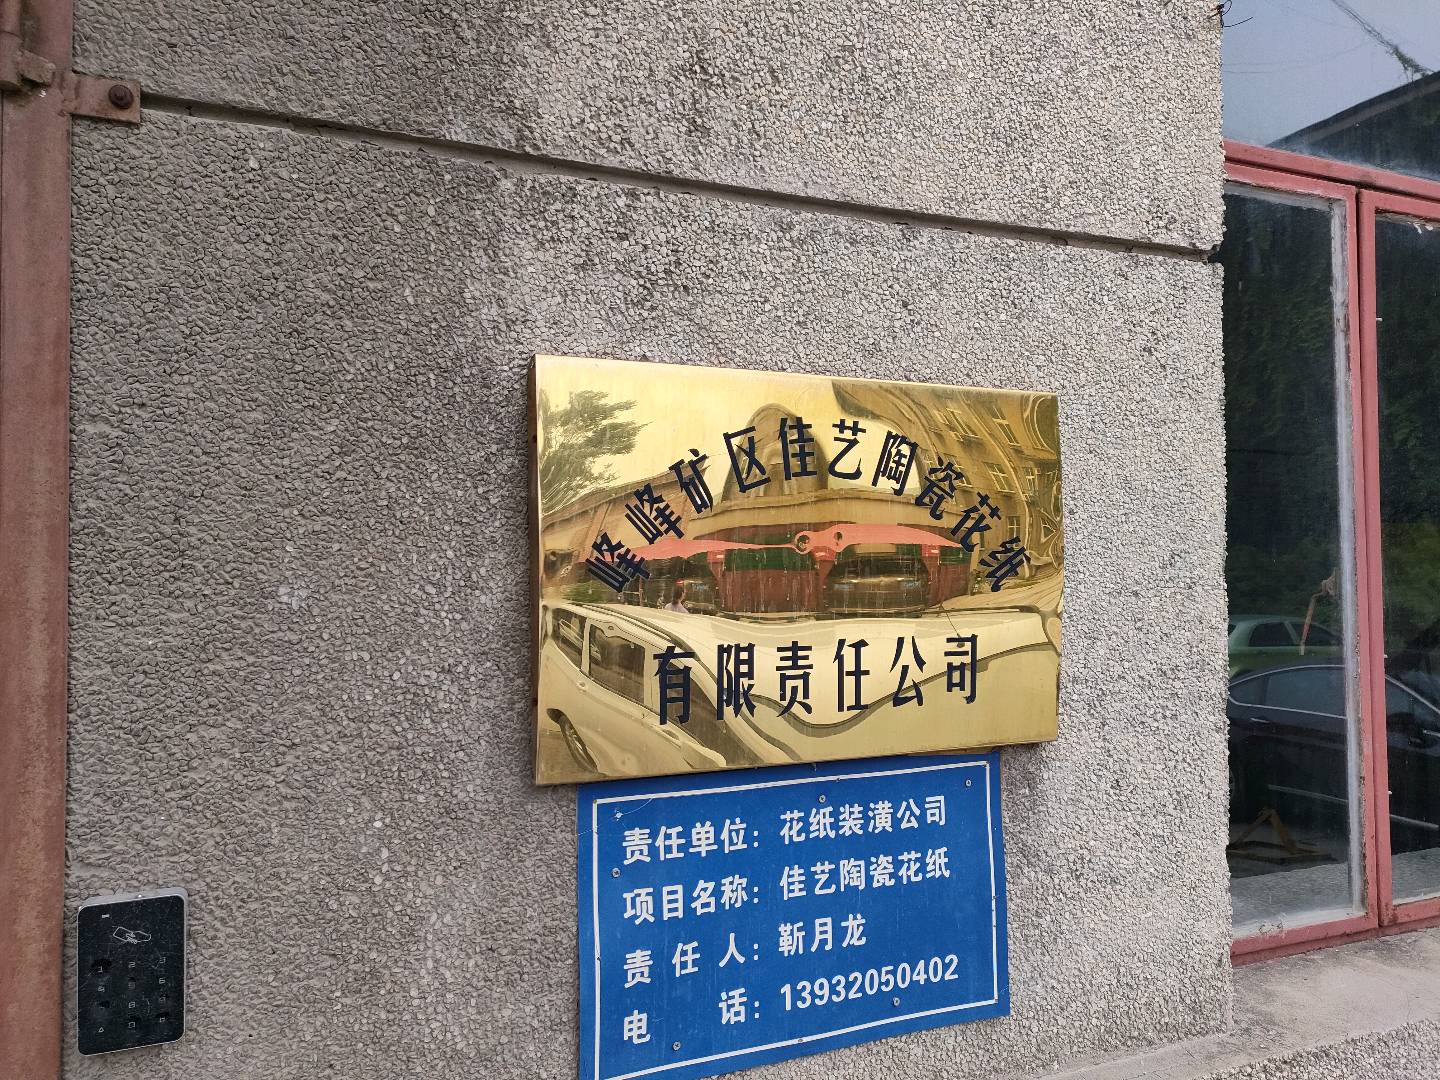 峰峰矿区佳艺陶瓷花纸
有限责任公司
责任单位：花纸装潢公司
项目名称：佳艺陶瓷花纸
责任人：靳月龙
电话：13932050402